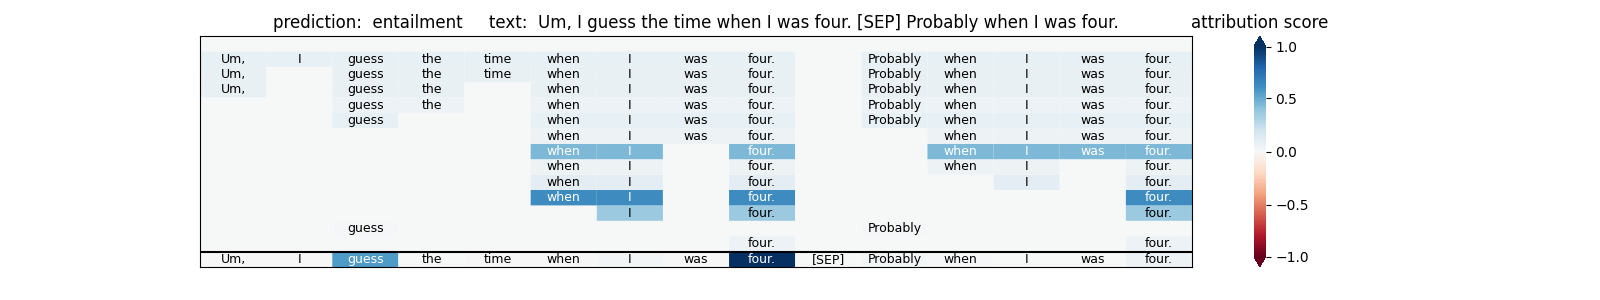 prediction:  entailment     text:  Um, I guess the time when I was four. [SEP] Probably when I was four.     attribution score
Um, I guess the time when I was four. Probably when I was four. 1.0
Um, guess the time when I was four. Probably when I was four.
Um, guess the when I was four. Probably when I was four.
guess the when I was four. Probably when I was four. 0.5
guess when I was four. Probably when I was four.
when I was four. when I was four.
when I four. when I was four. 0.0
when I four. when I four.
when I four. I four.
when I four. four.
I four. four. −0.5
guess Probably
four. four.
Um, I guess the time when I was four. [SEP] Probably when I was four. −1.0